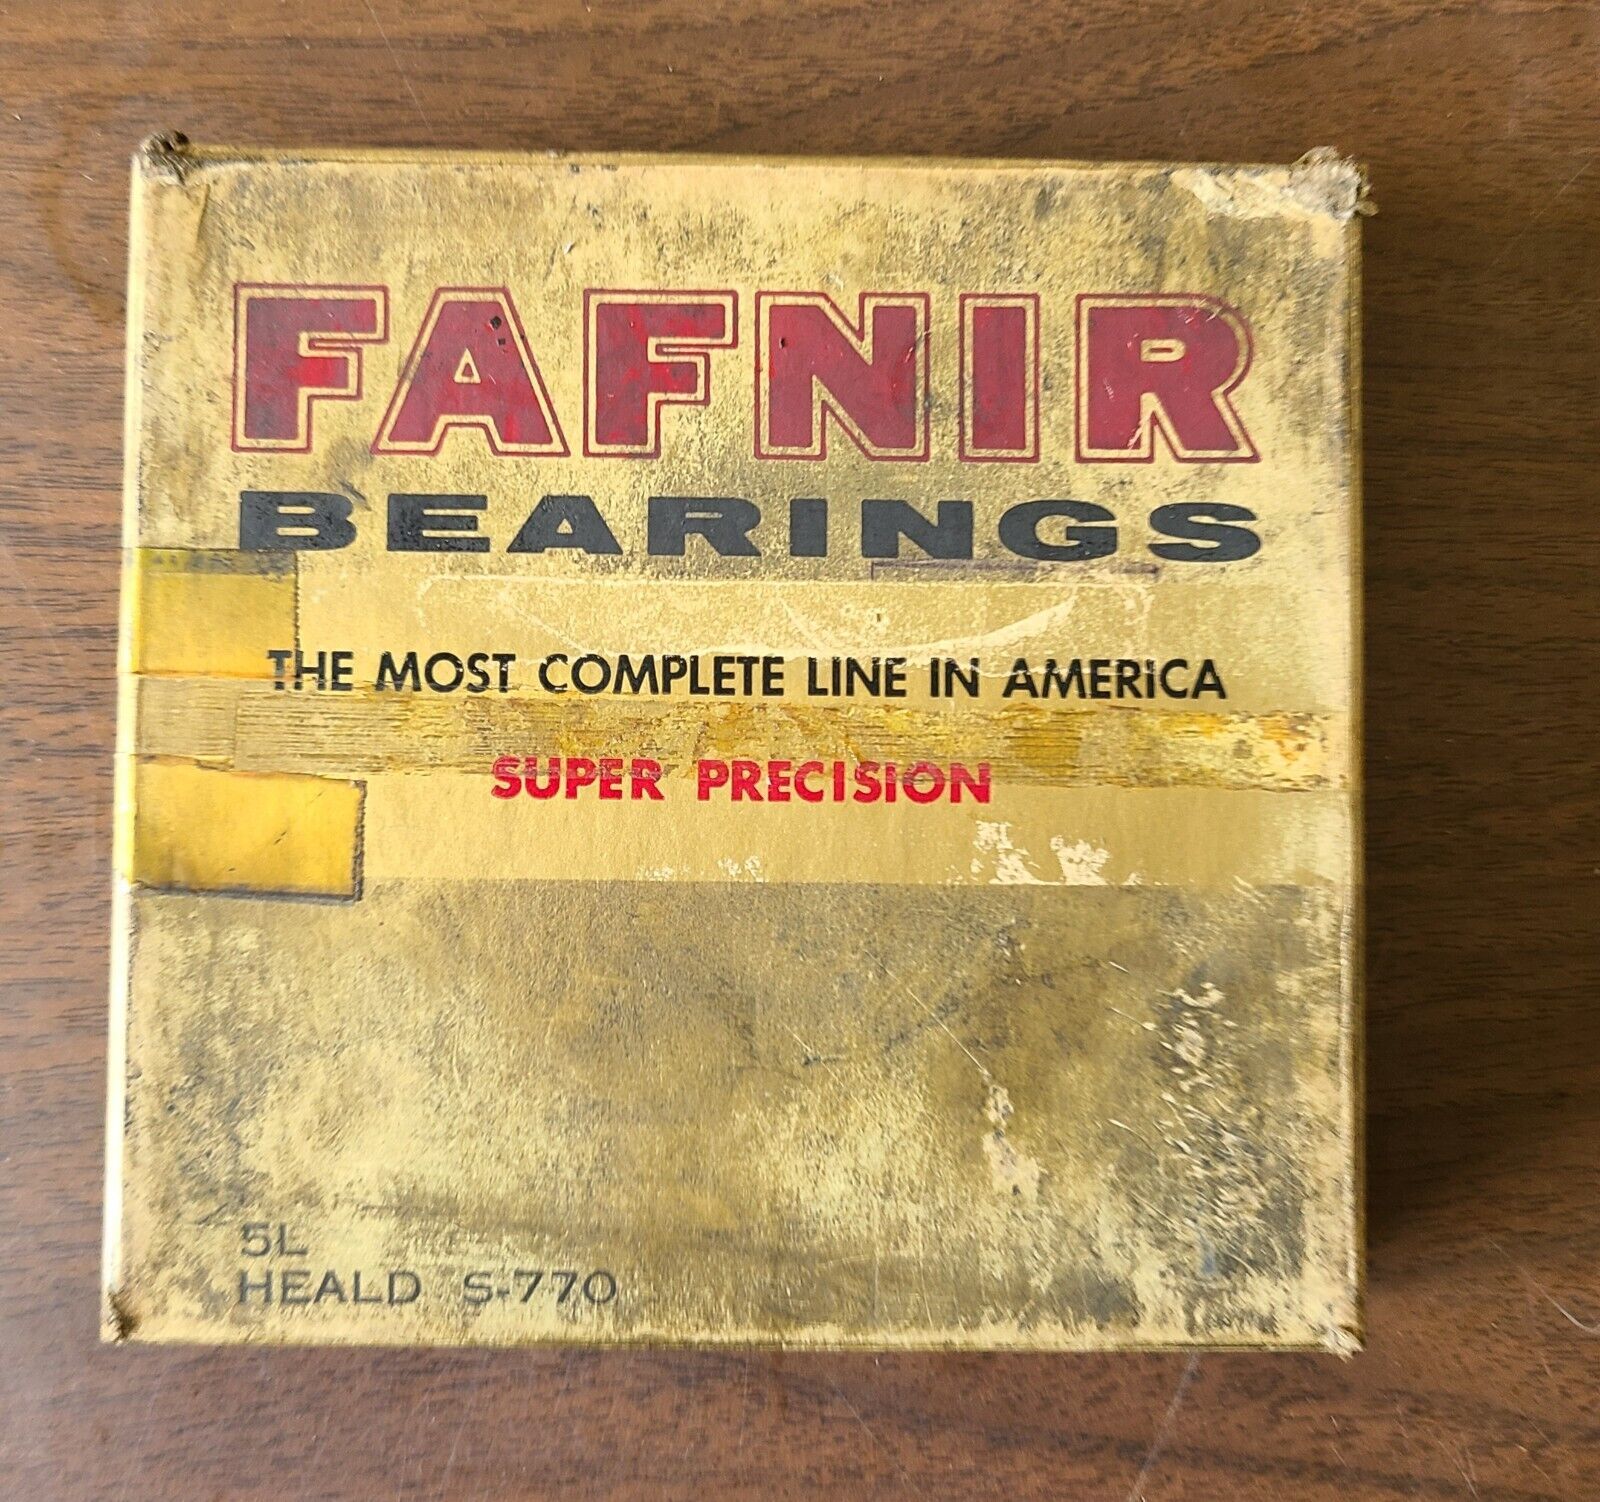 FAFNIR
BEARINGS
THE MOST COMPLETE LINE IN AMERICA
SUPER PRECISION
5L
HEALD S-770